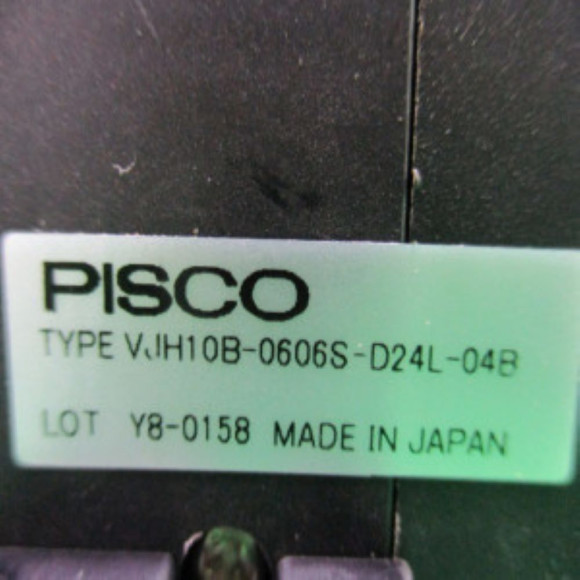 PISCO
TYPE VJH10B-0606S-D24L-04B
LOT Y8-0158 MADE IN JAPAN